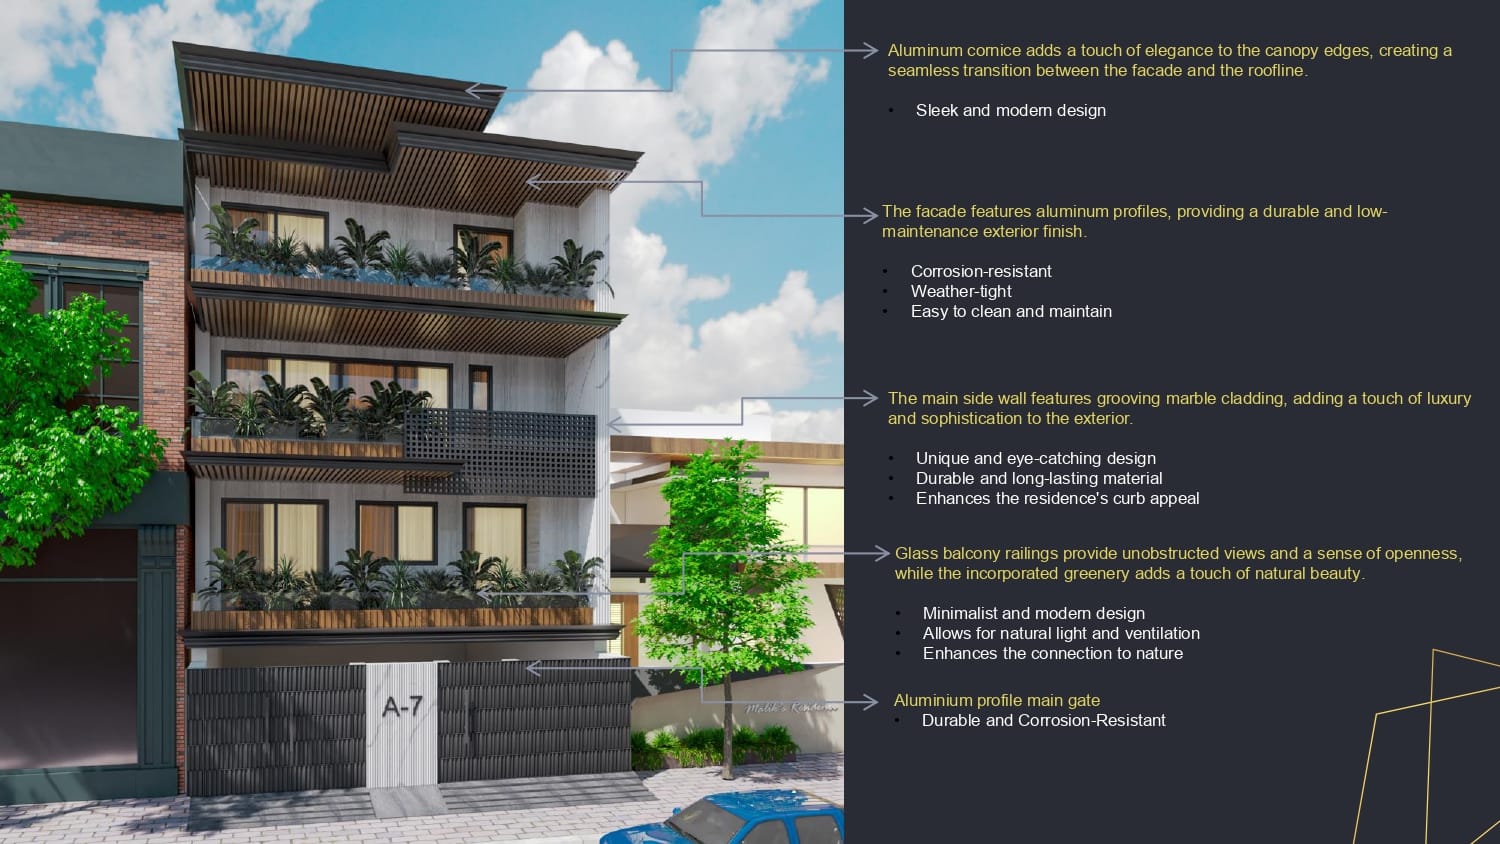 Aluminum cornice adds a touch of elegance to the canopy edges, creating a
seamless transition between the facade and the roofline.
• Sleek and modern design
The facade features aluminum profiles, providing a durable and low-
maintenance exterior finish.
• Corrosion-resistant
• Weather-tight
• Easy to clean and maintain
The main side wall features grooving marble cladding, adding a touch of luxury
and sophistication to the exterior.
• Unique and eye-catching design
• Durable and long-lasting material
• Enhances the residence's curb appeal
Glass balcony railings provide unobstructed views and a sense of openness,
while the incorporated greenery adds a touch of natural beauty.
• Minimalist and modern design
• Allows for natural light and ventilation
• Enhances the connection to nature
Aluminium profile main gate
• Durable and Corrosion-Resistant
A-7
Malik's